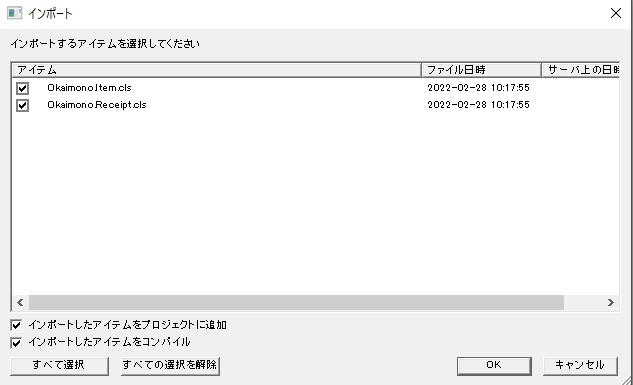 インポート
インポートするアイテムを選択してください
アイテム ファイル日時 サーバ上の日時
Okaimono.Item.cls 2022-02-28 10:17:55
Okaimono.Receipt.cls 2022-02-28 10:17:55
インポートしたアイテムをプロジェクトに追加
インポートしたアイテムをコンパイル
すべて選択 すべての選択を解除 OK キャンセル